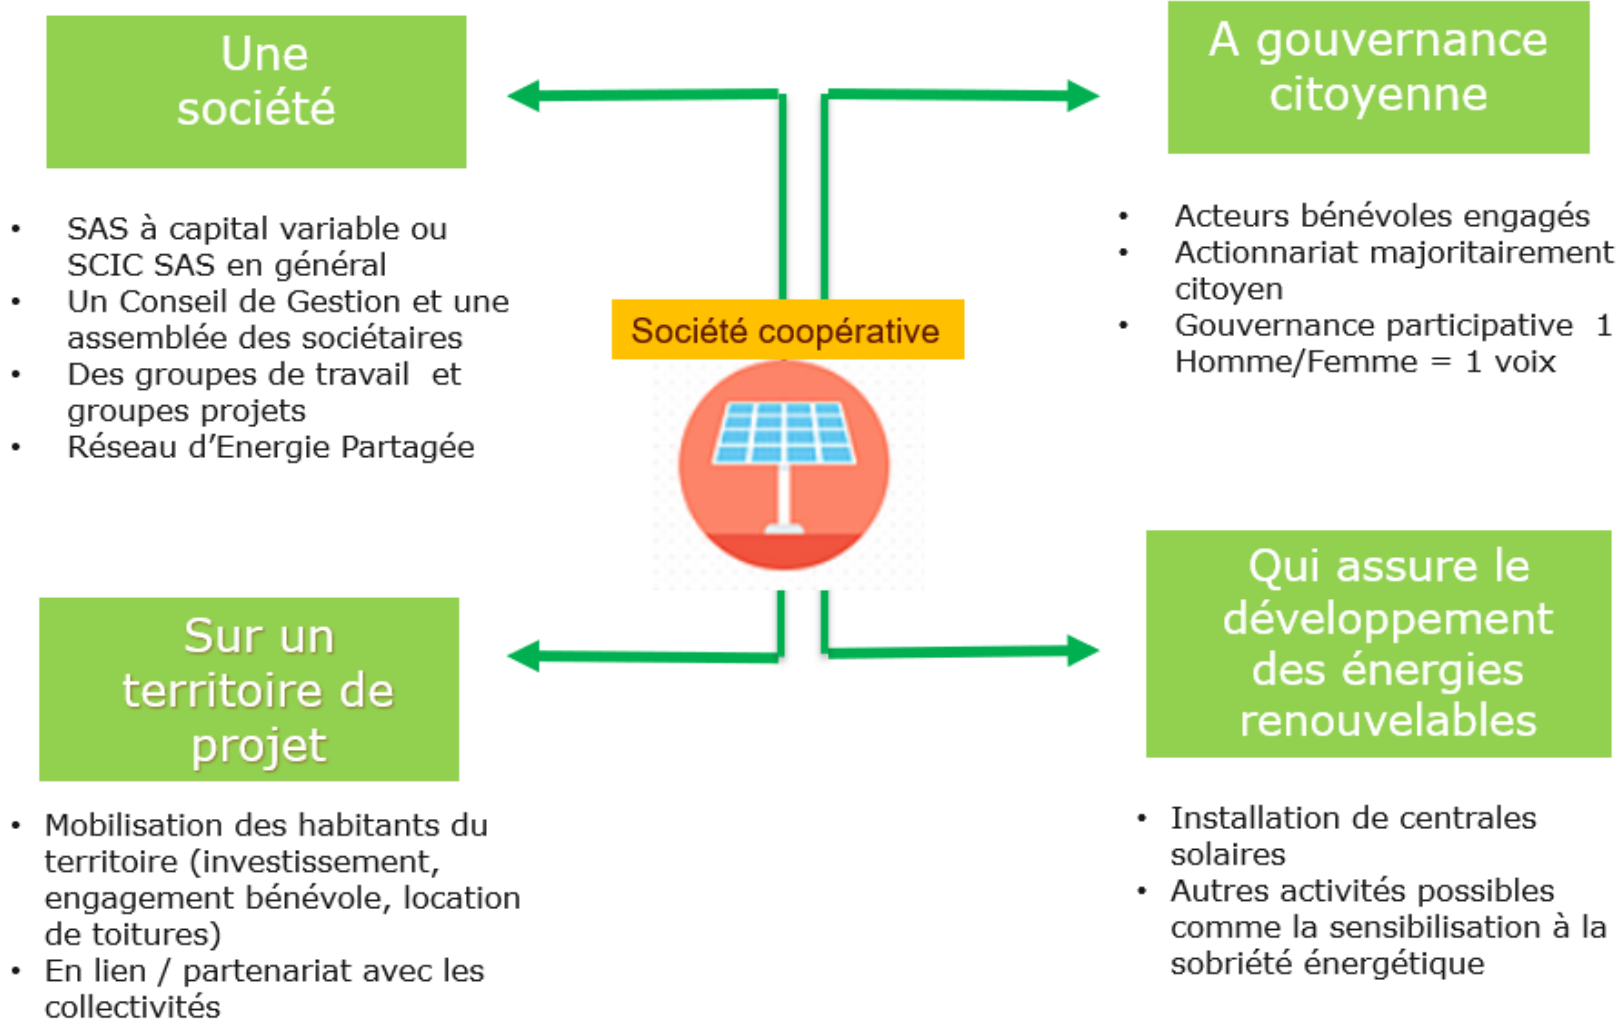 Une
société
• SAS à capital variable ou
SCIC SAS en général
• Un Conseil de Gestion et une
assemblée des sociétaires
• Des groupes de travail  et
groupes projets
• Réseau d’Energie Partagée
A gouvernance
citoyenne
• Acteurs bénévoles engagés
• Actionnariat majoritairement
citoyen
• Gouvernance participative  1
Homme/Femme = 1 voix
Société coopérative
Sur un
territoire de
projet
• Mobilisation des habitants du
territoire (investissement,
engagement bénévole, location
de toitures)
• En lien / partenariat avec les
collectivités
Qui assure le
développement
des énergies
renouvelables
• Installation de centrales
solaires
• Autres activités possibles
comme la sensibilisation à la
sobriété énergétique